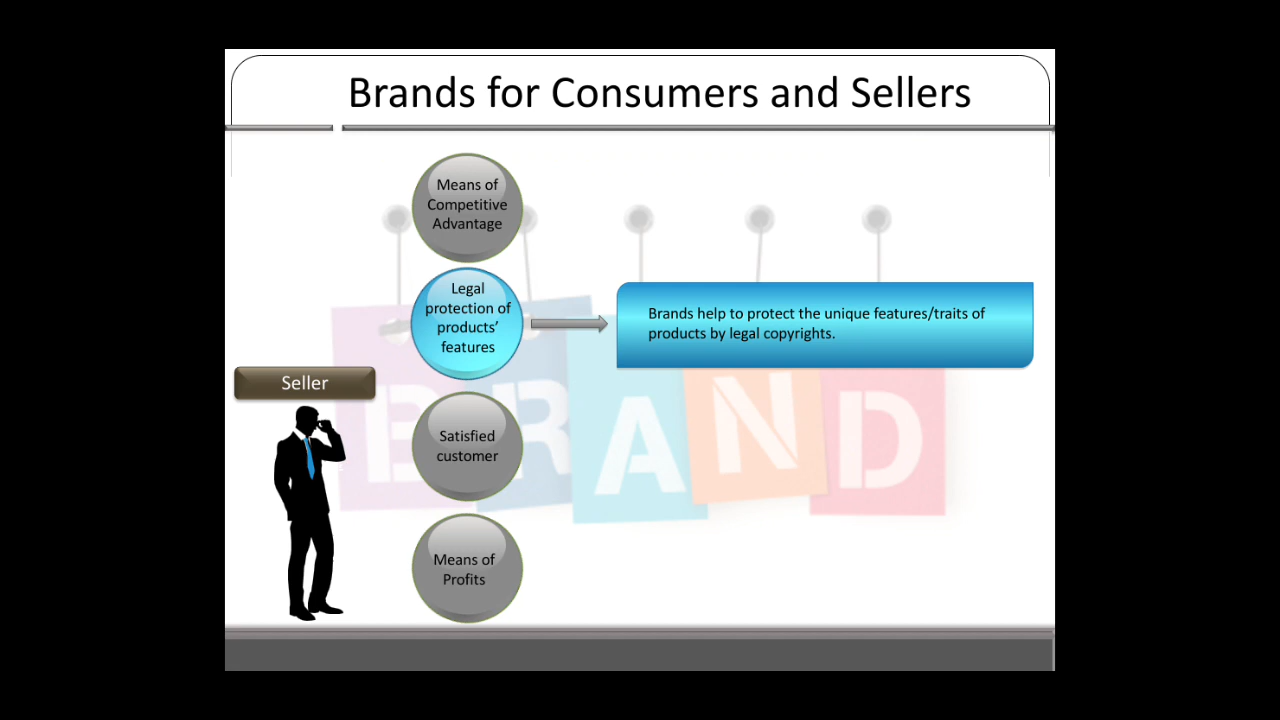 Brands for Consumers and Sellers
Means of
Competitive
Advantage
Legal
protection of
products’
features
Brands help to protect the unique features/traits of
products by legal copyrights.
Seller
Satisfied
customer
Means of
Profits
BRAND